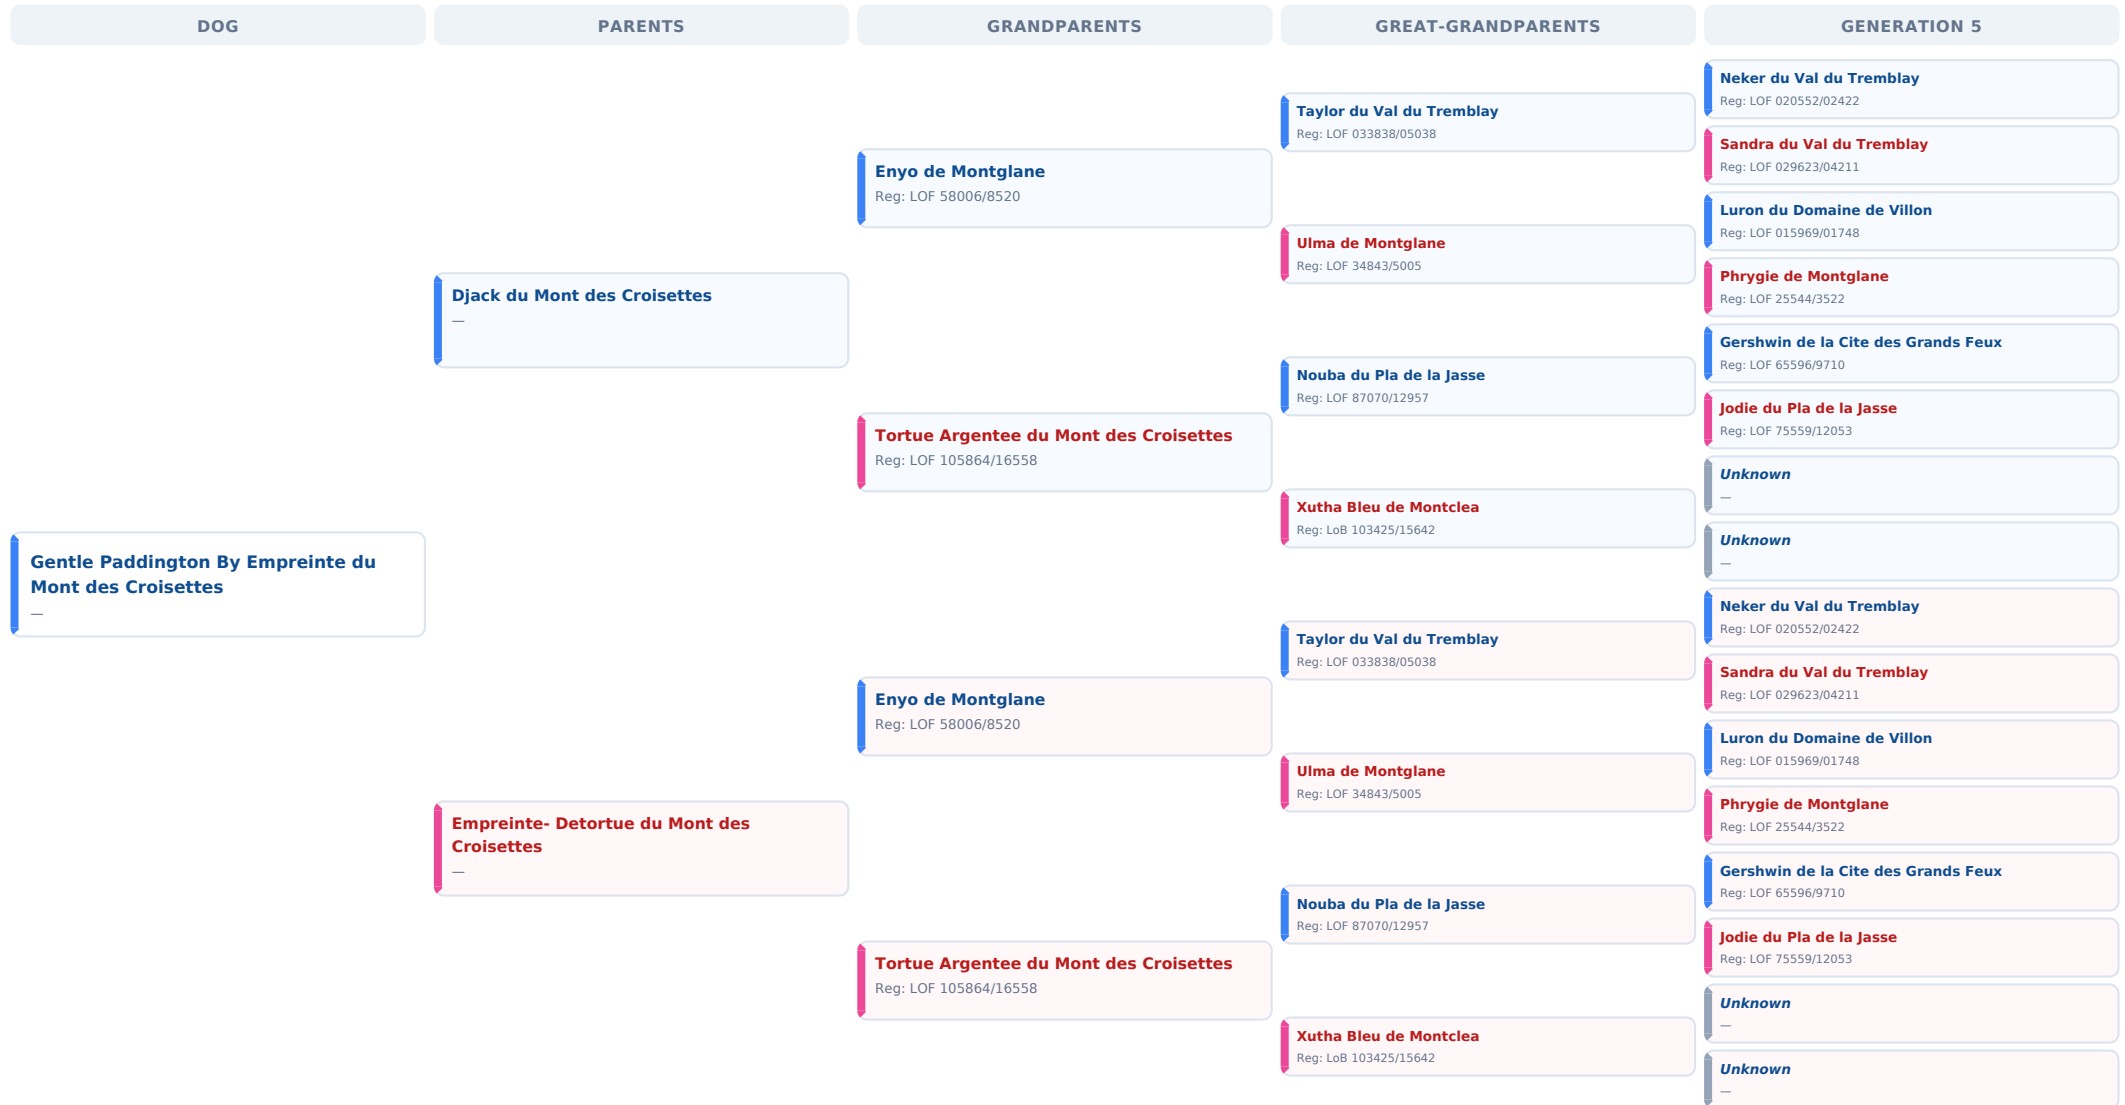 DOG
PARENTS
GRANDPARENTS
GREAT-GRANDPARENTS
GENERATION 5
Gentle Paddington By Empreinte du
Mont des Croisettes
—
Djack du Mont des Croisettes
—
Empreinte- Detortue du Mont des
Croisettes
—
Enyo de Montglane
Reg: LOF 58006/8520
Tortue Argentee du Mont des Croisettes
Reg: LOF 105864/16558
Enyo de Montglane
Reg: LOF 58006/8520
Tortue Argentee du Mont des Croisettes
Reg: LOF 105864/16558
Taylor du Val du Tremblay
Reg: LOF 033838/05038
Ulma de Montglane
Reg: LOF 34843/5005
Nouba du Pla de la Jasse
Reg: LOF 87070/12957
Xutha Bleu de Montclea
Reg: LoB 103425/15642
Taylor du Val du Tremblay
Reg: LOF 033838/05038
Ulma de Montglane
Reg: LOF 34843/5005
Nouba du Pla de la Jasse
Reg: LOF 87070/12957
Xutha Bleu de Montclea
Reg: LoB 103425/15642
Neker du Val du Tremblay
Reg: LOF 020552/02422
Sandra du Val du Tremblay
Reg: LOF 029623/04211
Luron du Domaine de Villon
Reg: LOF 015969/01748
Phrygie de Montglane
Reg: LOF 25544/3522
Gershwin de la Cite des Grands Feux
Reg: LOF 65596/9710
Jodie du Pla de la Jasse
Reg: LOF 75559/12053
Unknown
—
Unknown
—
Neker du Val du Tremblay
Reg: LOF 020552/02422
Sandra du Val du Tremblay
Reg: LOF 029623/04211
Luron du Domaine de Villon
Reg: LOF 015969/01748
Phrygie de Montglane
Reg: LOF 25544/3522
Gershwin de la Cite des Grands Feux
Reg: LOF 65596/9710
Jodie du Pla de la Jasse
Reg: LOF 75559/12053
Unknown
—
Unknown
—